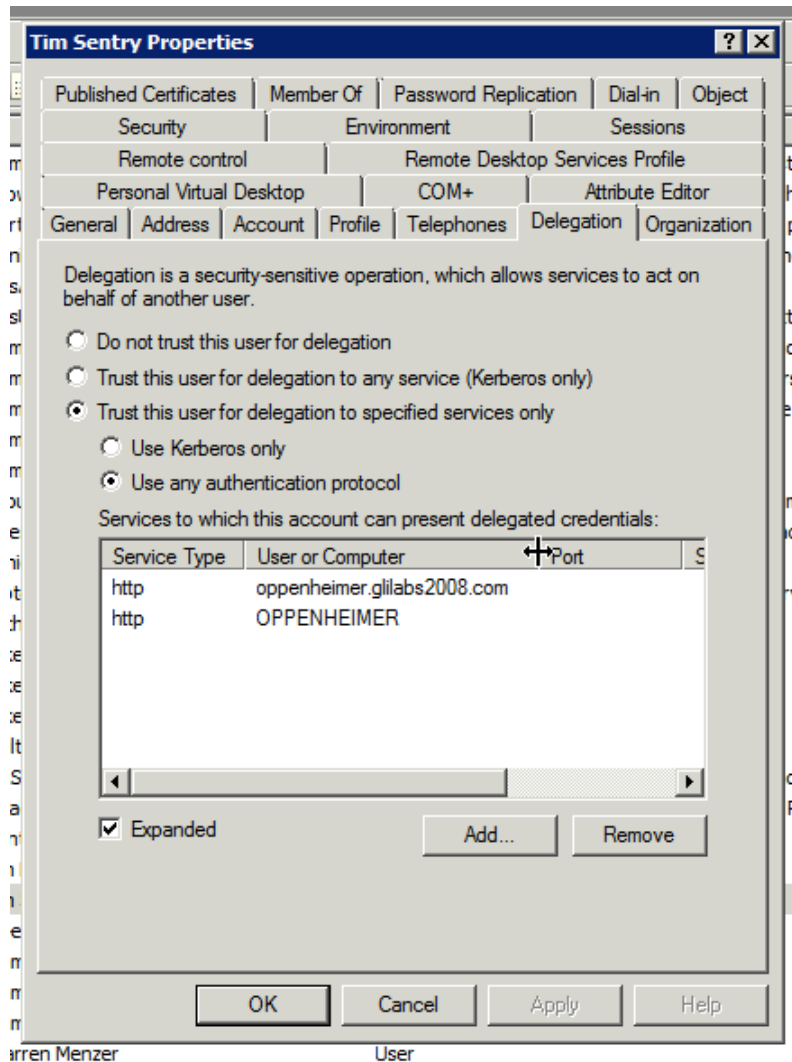 Tim Sentry Properties
Published Certificates Member Of Password Replication Dial-in Object
Security Environment Sessions
Remote control Remote Desktop Services Profile
Personal Virtual Desktop COM+ Attribute Editor
General Address Account Profile Telephones Delegation Organization
Delegation is a security-sensitive operation, which allows services to act on
behalf of another user.
Do not trust this user for delegation
Trust this user for delegation to any service (Kerberos only)
Trust this user for delegation to specified services only
Use Kerberos only
Use any authentication protocol
Services to which this account can present delegated credentials:
Service Type User or Computer Port S
http oppenheimer.glilabs2008.com
http OPPENHEIMER
Expanded Add... Remove
OK Cancel Apply Help
arren Menzer User